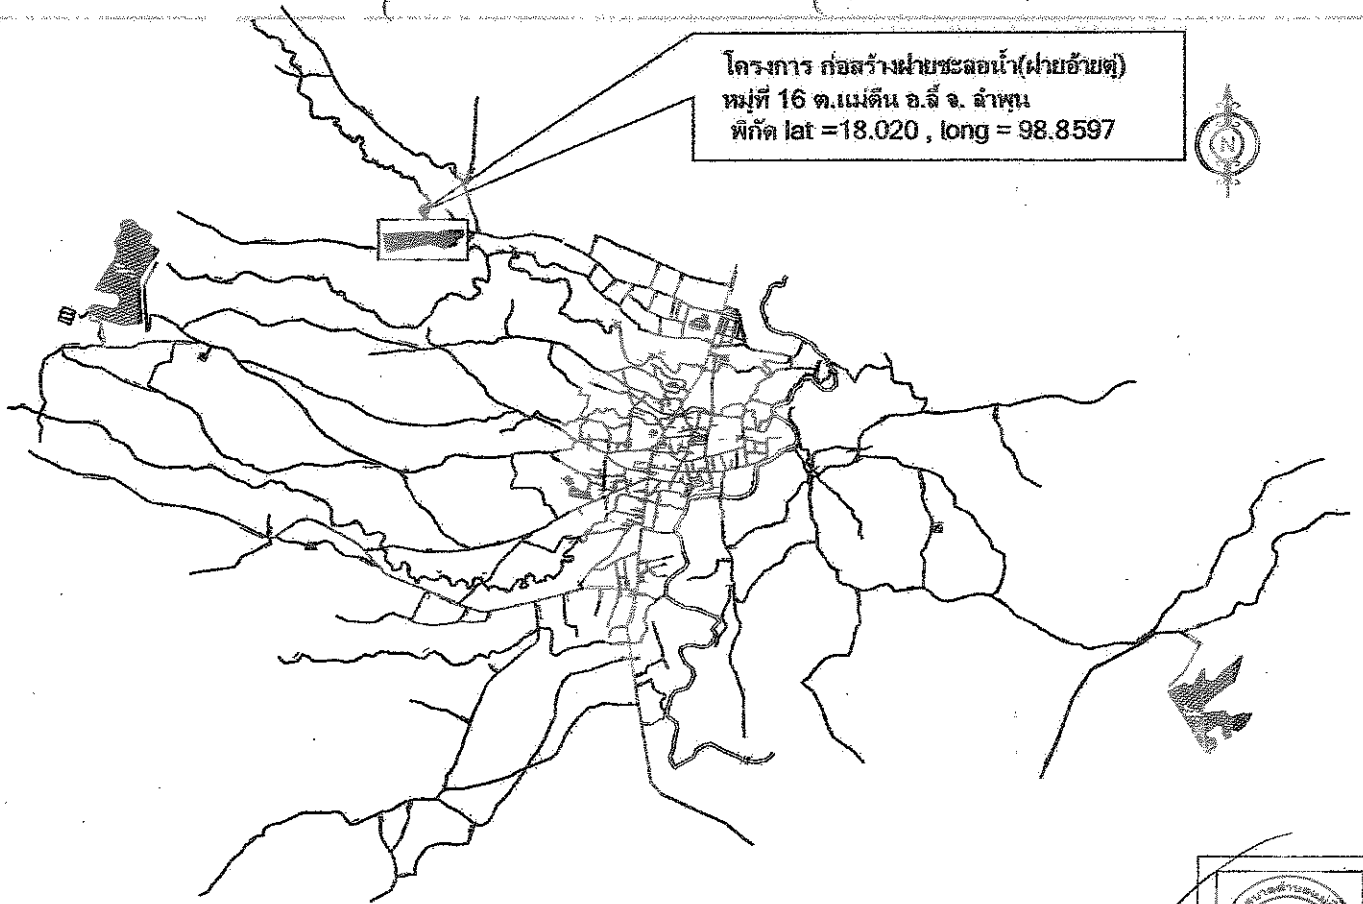 โครงการ ก่อสร้างฝายชะลอน้ำ(ฝายอ้ายตุ่)
หมู่ที่ 16 ต.แม่ตืน อ.ลี้ จ. ลำพูน
พิกัด lat =18.020 , long = 98.8597
N